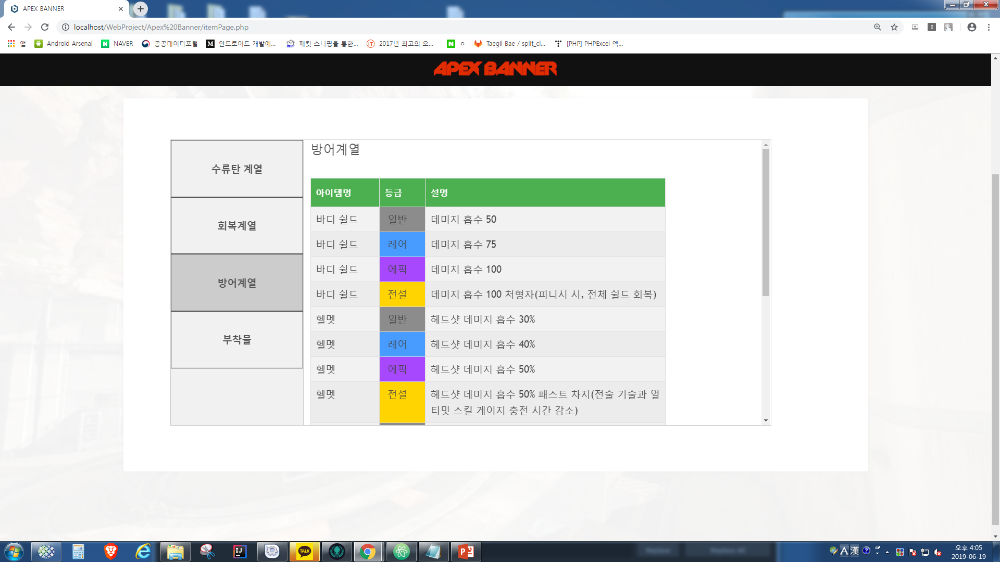 APEX BANNER
localhost/WebProject/Apex%20Banner/itemPage.php
앱
Android Arsenal
NAVER
공공데이터포털
안드로이드 개발에...
패킷 스니핑을 통한...
2017년 최고의 오...
o
Taegil Bae / split_cl...
[PHP] PHPExcel 엑...
APEX BANNER
수류탄 계열
회복계열
방어계열
부착물
방어계열
아이템명 등급 설명
바디 쉴드 일반 데미지 흡수 50
바디 쉴드 레어 데미지 흡수 75
바디 쉴드 에픽 데미지 흡수 100
바디 쉴드 전설 데미지 흡수 100 처형자(피니시 시, 전체 쉴드 회복)
헬멧 일반 헤드샷 데미지 흡수 30%
헬멧 레어 헤드샷 데미지 흡수 40%
헬멧 에픽 헤드샷 데미지 흡수 50%
헬멧 전설 헤드샷 데미지 흡수 50% 패스트 차지(전술 기술과 얼
티밋 스킬 게이지 충전 시간 감소)
A 漢
오후 4:05
2019-06-19